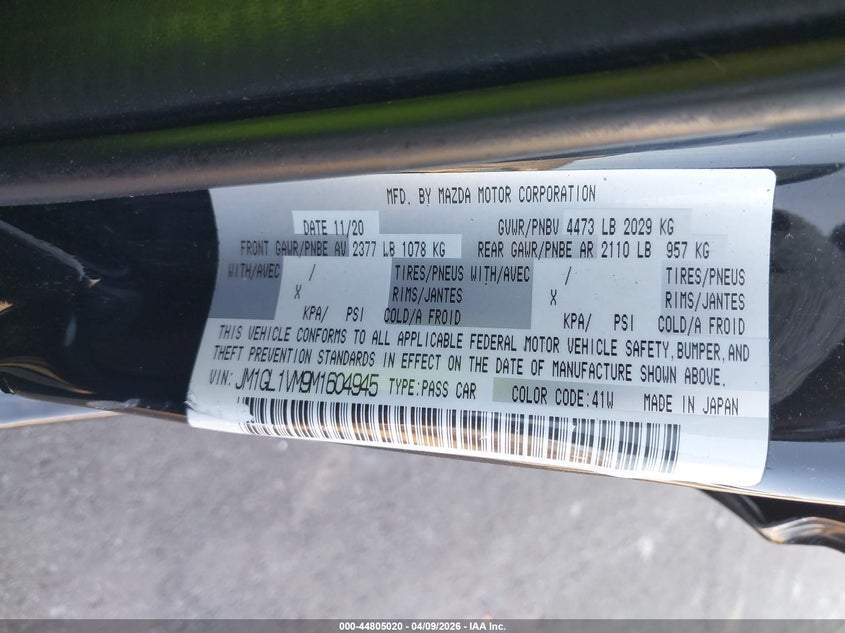 MFD. BY MAZDA MOTOR CORPORATION
DATE 11/20 GVWR/PNBV 4473 LB 2029 KG
FRONT GAWR/PNBE AV 2377 LB 1078 KG REAR GAWR/PNBE AR 2110 LB 957 KG
WITH/AVEC / TIRES/PNEUS WITH/AVEC / TIRES/PNEUS
X RIMS/JANTES X RIMS/JANTES
KPA/ PSI COLD/A FROID KPA/ PSI COLD/A FROID
THIS VEHICLE CONFORMS TO ALL APPLICABLE FEDERAL MOTOR VEHICLE SAFETY, BUMPER, AND
THEFT PREVENTION STANDARDS IN EFFECT ON THE DATE OF MANUFACTURE SHOWN ABOVE.
VIN: JM1GL1VM9M1604945 TYPE:PASS CAR COLOR CODE:41W MADE IN JAPAN
000-44805020 - 04/09/2026 - IAA Inc.